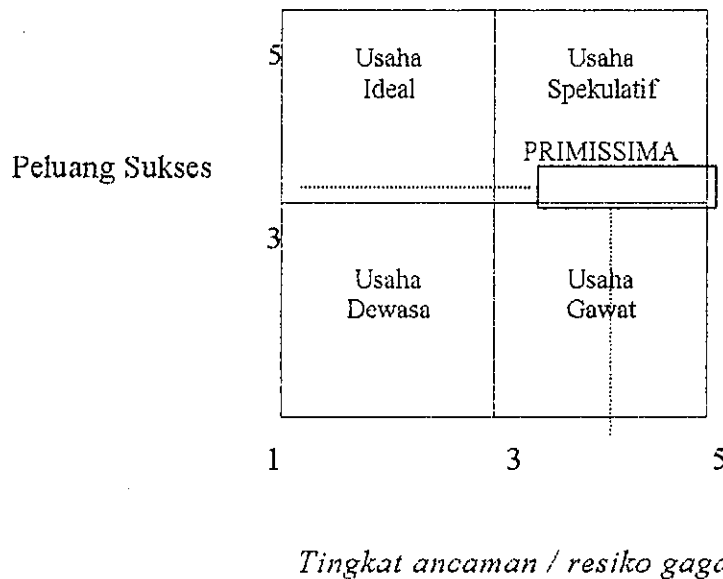 5
Usaha
Ideal
Usaha
Spekulatif
PRIMISSIMA
Peluang Sukses
3
Usaha
Dewasa
Usaha
Gawat
1 3 5
Tingkat ancaman / resiko gaga